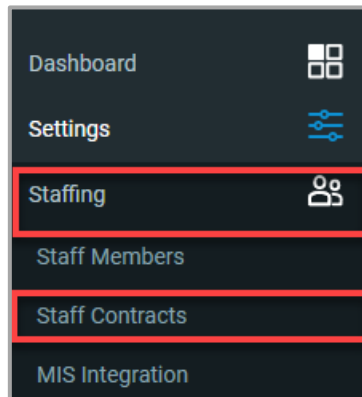 Dashboard
Settings
Staffing
Staff Members
Staff Contracts
MIS Integration